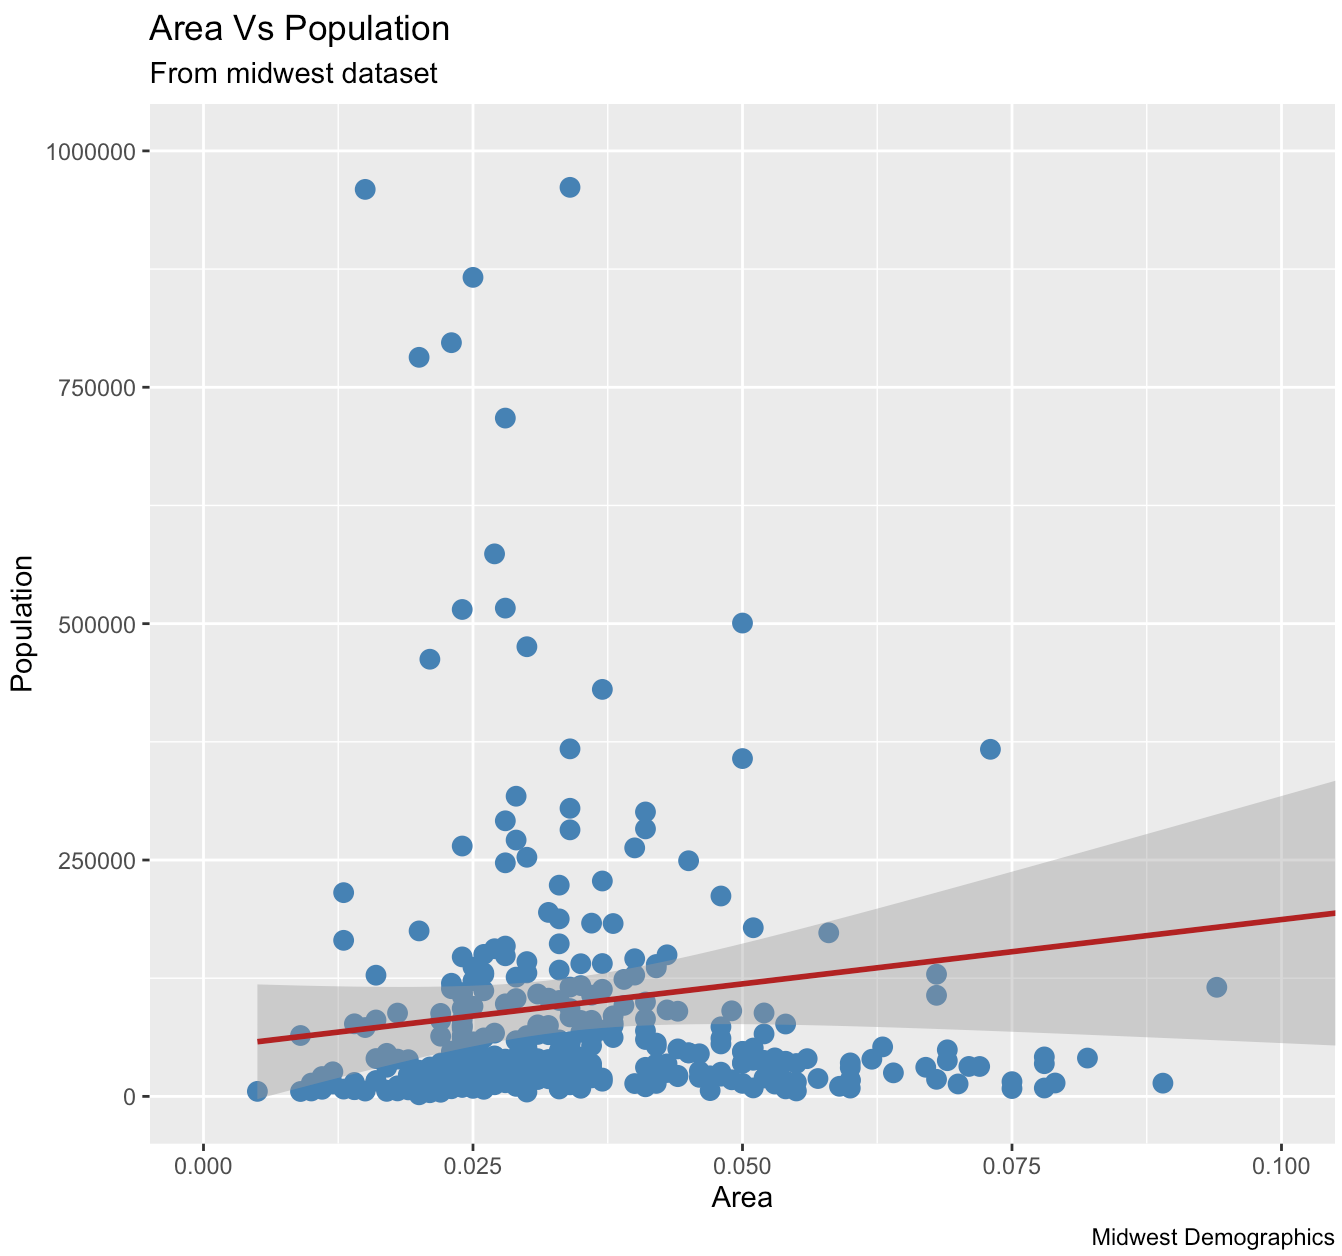 Area Vs Population
From midwest dataset
Population
1000000
750000
500000
250000
0
0.000 0.025 0.050 0.075 0.100
Area
Midwest Demographics